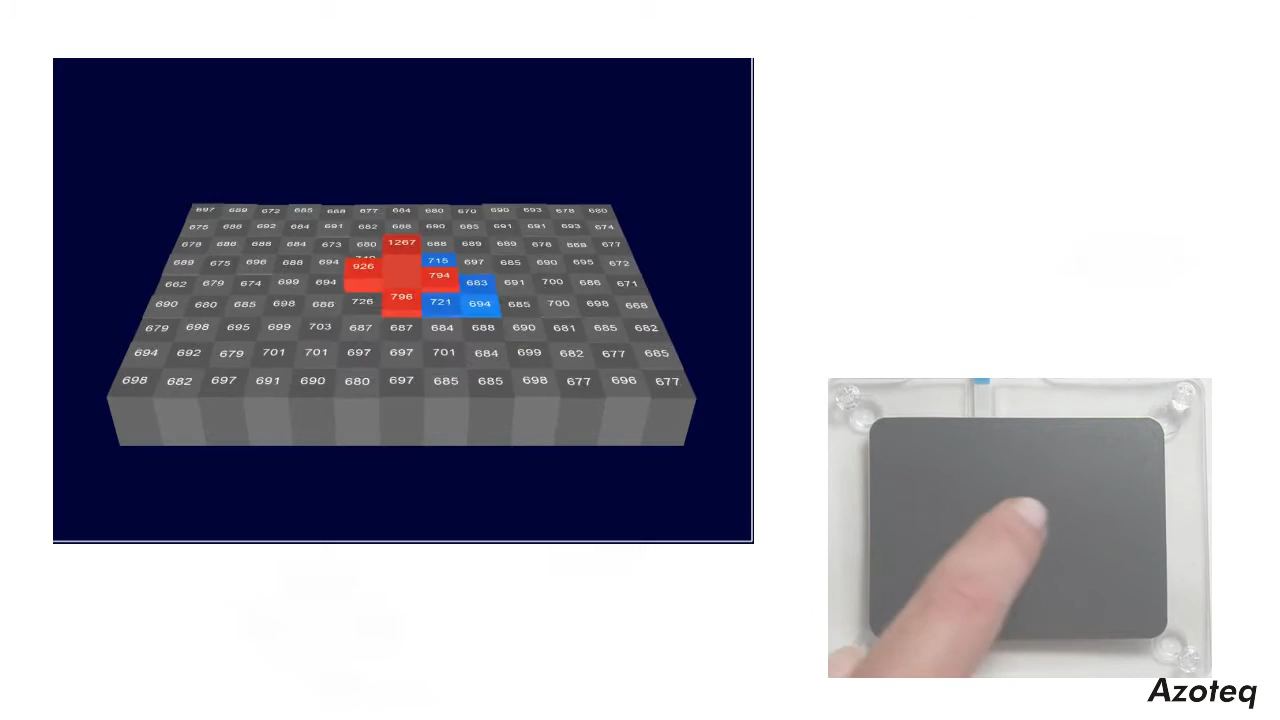 697 689 672 685 668 677 684 680 670 690 693 678 680
675 686 692 684 691 682 688 690 685 691 691 693 674
678 686 688 684 673 680 1267 688 689 689 678 669 677
689 675 696 688 694 926 715 697 685 690 695 672
662 679 674 699 694 794 683 691 700 686 671
690 680 685 698 686 726 796 721 694 685 700 698 668
679 698 695 699 703 687 687 684 688 690 681 685 682
694 692 679 701 701 697 697 701 684 699 682 677 685
698 682 697 691 690 680 697 685 685 698 677 696 677
Azoteq